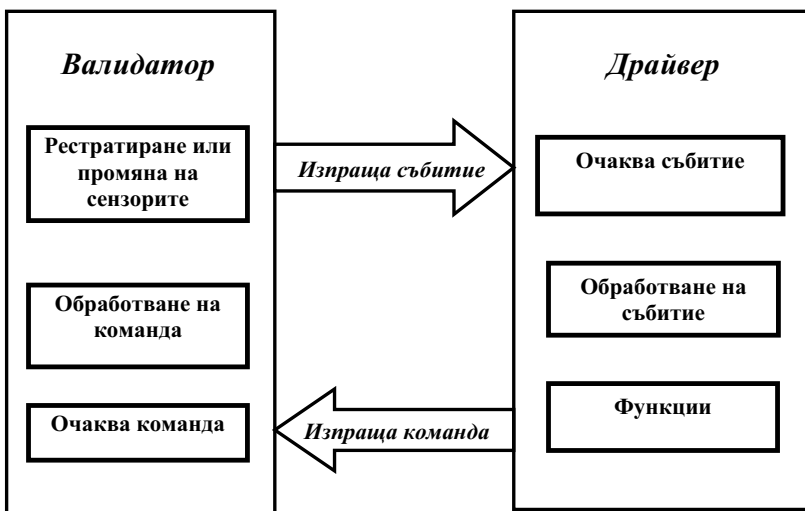 Валидатор
Рестратиране или
промяна на
сензорите
Обработване на
команда
Очаква команда
Изпраща събитие
Изпраща команда
Драйвер
Очаква събитие
Обработване на
събитие
Функции